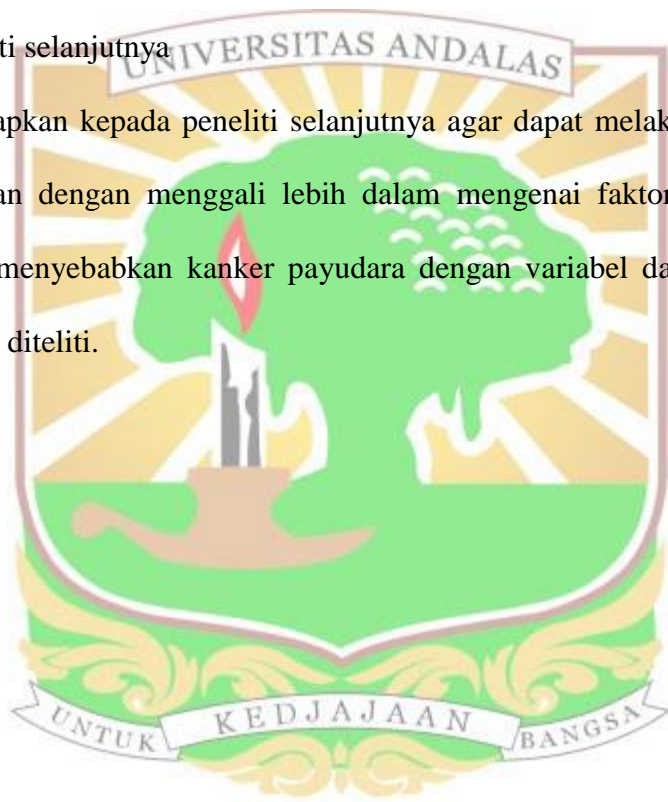 ti selanjutnya
UNIVERSITAS ANDALAS
apkan kepada peneliti selanjutnya agar dapat melak
an dengan menggali lebih dalam mengenai faktor
menyebabkan kanker payudara dengan variabel da
diteliti.
UNTUK KEDJAJAAN BANGSA